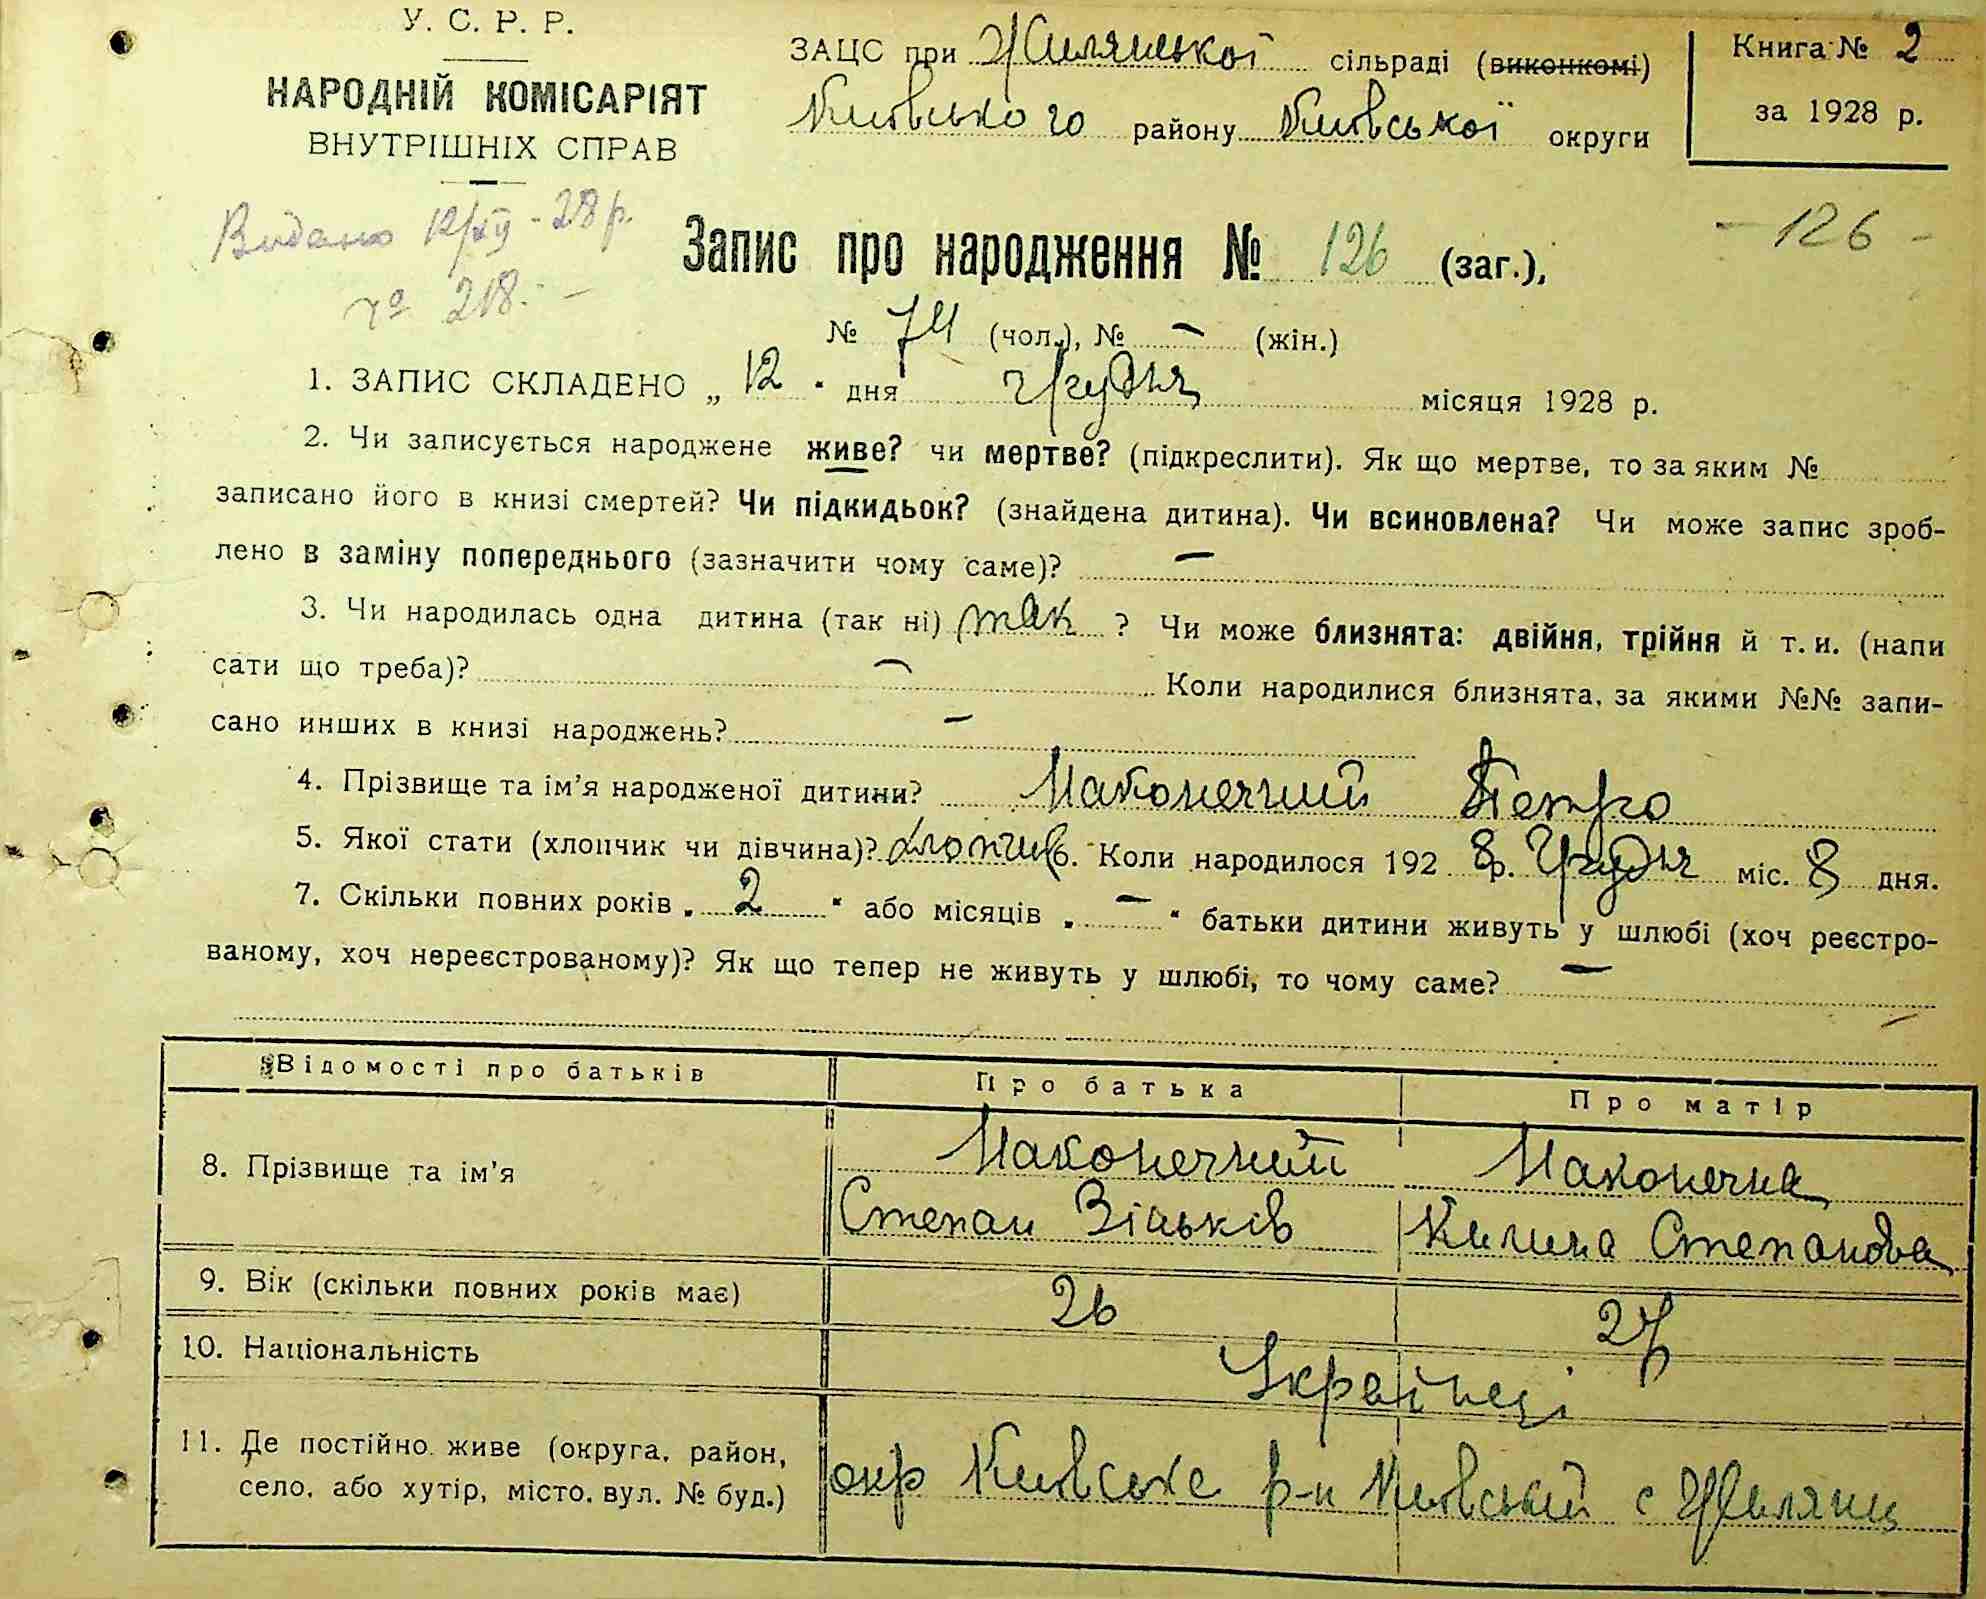 У. С. Р. Р.
НАРОДНІЙ КОМІСАРІЯТ
ВНУТРІШНІХ СПРАВ
ЗАЦС при Жилянської сільраді (виконкомі)
Київського району Київської округи
Книга № 2
за 1928 р.
Видано 12/XII - 28 р.
№ 218. -
Запис про народження № 126 (заг.),
- 126 -
№ 74 (чол.), № - (жін.)
1. ЗАПИС СКЛАДЕНО „ 12 " дня Грудня місяця 1928 р.
2. Чи записується народжене живе? чи мертве? (підкреслити). Як що мертве, то за яким №
записано його в книзі смертей? Чи підкидьок? (знайдена дитина). Чи всиновлена? Чи може запис зроб-
лено в заміну попереднього (зазначити чому саме)? -
3. Чи народилась одна дитина (так ні) так ? Чи може близнята: двійня, трійня й т. и. (напи
сати що треба)? - Коли народилися близнята, за якими №№ запи-
сано инших в книзі народжень? -
4. Прізвище та ім'я народженої дитини? Маконечний Петро
5. Якої стати (хлопчик чи дівчина)? хлопчик 6. Коли народилося 192 8 р. Грудня міс. 8 дня.
7. Скільки повних років „ 2 " або місяців „ - " батьки дитини живуть у шлюбі (хоч реєстро-
ваному, хоч нереєстрованому)? Як що тепер не живуть у шлюбі, то чому саме? -
Відомості про батьків Про батька Про матір
8. Прізвище та ім'я Маконечний Маконечна
Степан Зіньків Килина Степанова
9. Вік (скільки повних років має) 26 27
10. Національність Українці
11. Де постійно живе (округа, район, село, або хутір, місто, вул. № буд.) окр Київське р-н Київський с Жиляни